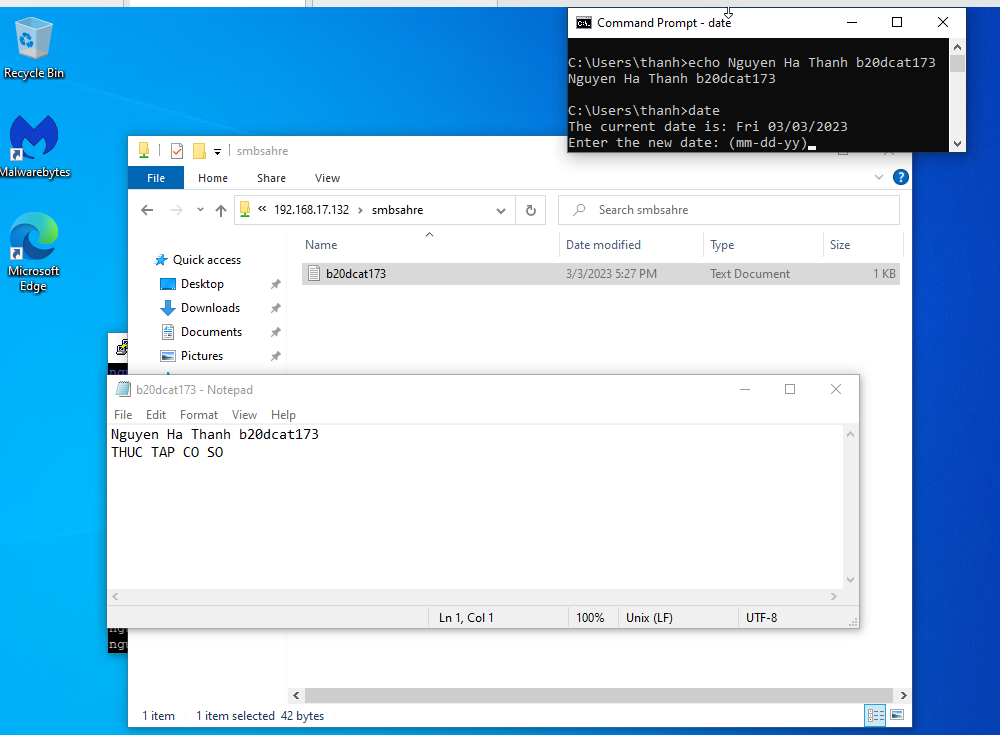 Recycle Bin
Malwarebytes
Microsoft
Edge
Command Prompt - date
C:\Users\thanh>echo Nguyen Ha Thanh b20dcat173
Nguyen Ha Thanh b20dcat173
C:\Users\thanh>date
The current date is: Fri 03/03/2023
Enter the new date: (mm-dd-yy)
smbsahre
File Home Share View
« 192.168.17.132 › smbsahre
Search smbsahre
Name Date modified Type Size
b20dcat173 3/3/2023 5:27 PM Text Document 1 KB
Quick access
Desktop
Downloads
Documents
Pictures
b20dcat173 - Notepad
File Edit Format View Help
Nguyen Ha Thanh b20dcat173
THUC TAP CO SO
Ln 1, Col 1 100% Unix (LF) UTF-8
1 item 1 item selected 42 bytes